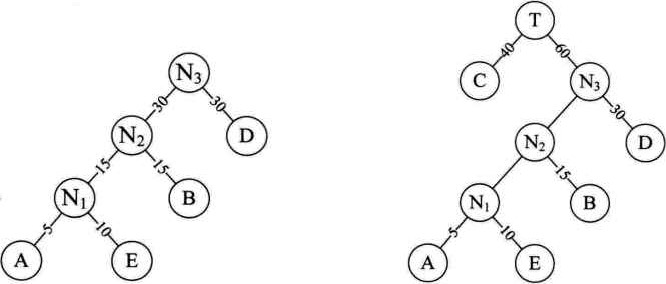 T
40 60
N₃ C N₃
30 30 30
N₂ D N₂ D
15 15 15
N₁ B N₁ B
5 10 5 10
A E A E